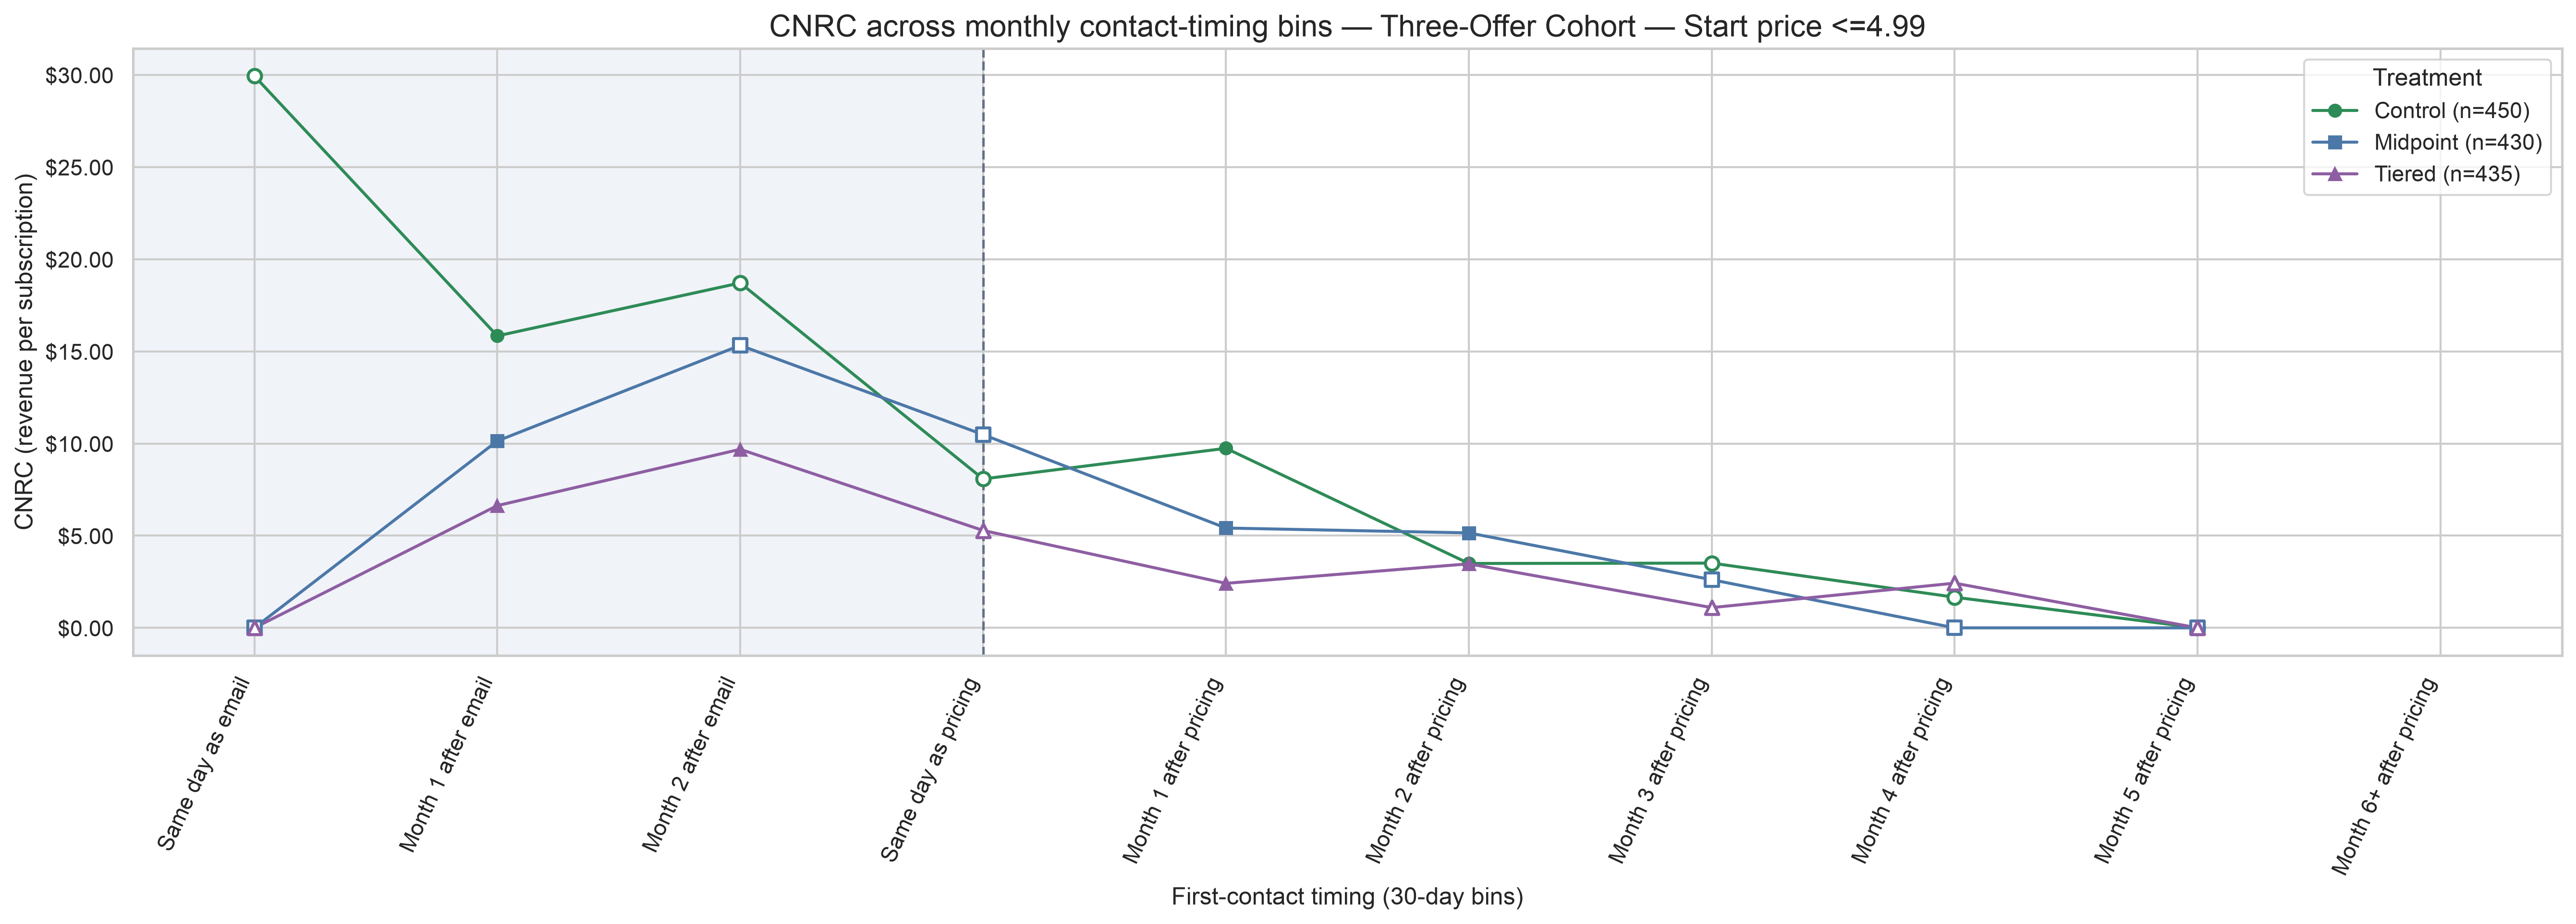 CNRC across monthly contact-timing bins — Three-Offer Cohort — Start price <=4.99
CNRC (revenue per subscription)
$30.00
$25.00
$20.00
$15.00
$10.00
$5.00
$0.00
Treatment
Control (n=450)
Midpoint (n=430)
Tiered (n=435)
Same day as email
Month 1 after email
Month 2 after email
Same day as pricing
Month 1 after pricing
Month 2 after pricing
Month 3 after pricing
Month 4 after pricing
Month 5 after pricing
Month 6+ after pricing
First-contact timing (30-day bins)